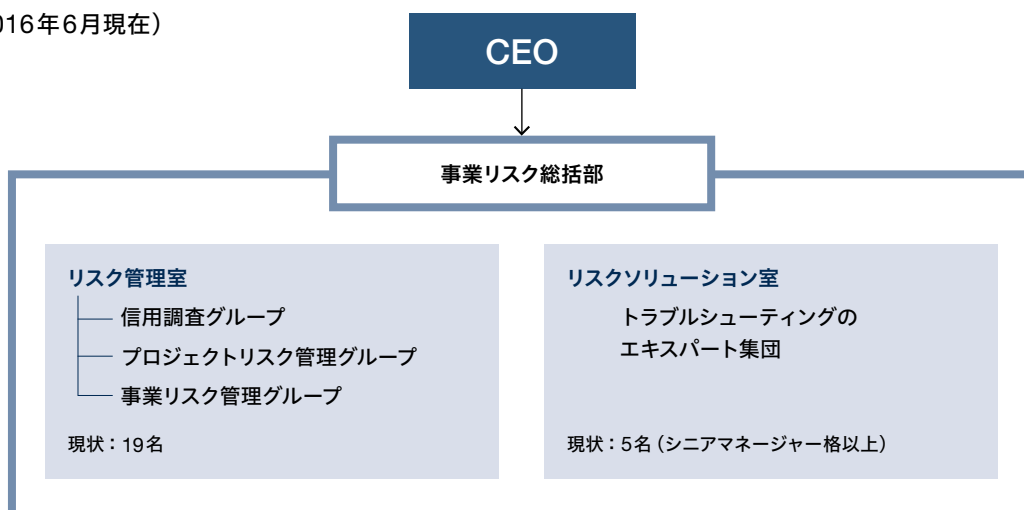 016年6月現在）
CEO
事業リスク総括部
リスク管理室
信用調査グループ
プロジェクトリスク管理グループ
事業リスク管理グループ
現状：19名
リスクソリューション室
トラブルシューティングの
エキスパート集団
現状：5名（シニアマネージャー格以上）